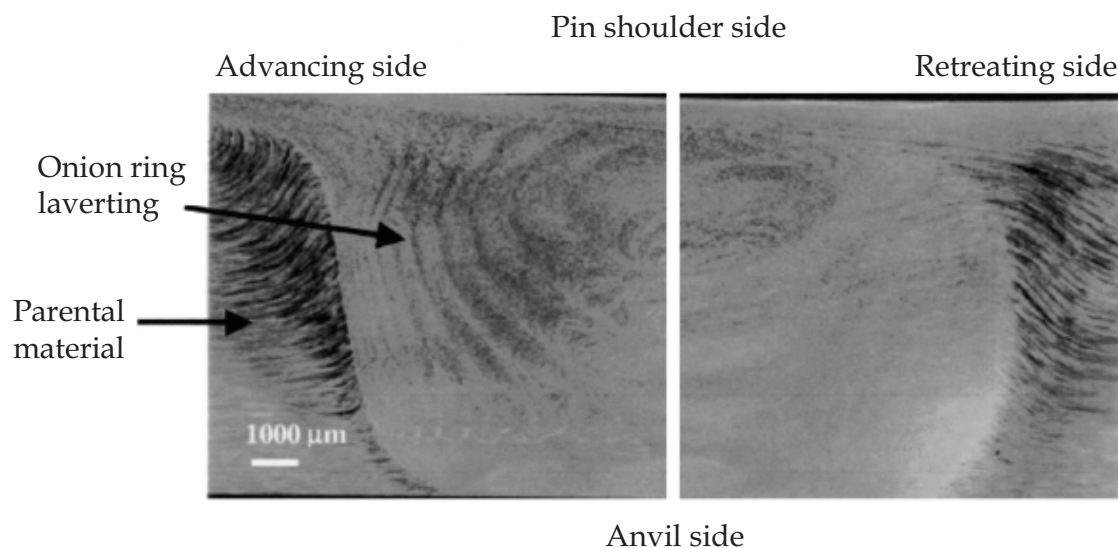 Pin shoulder side
Advancing side
Retreating side
Onion ring
laverting
Parental
material
1000 μm
Anvil side